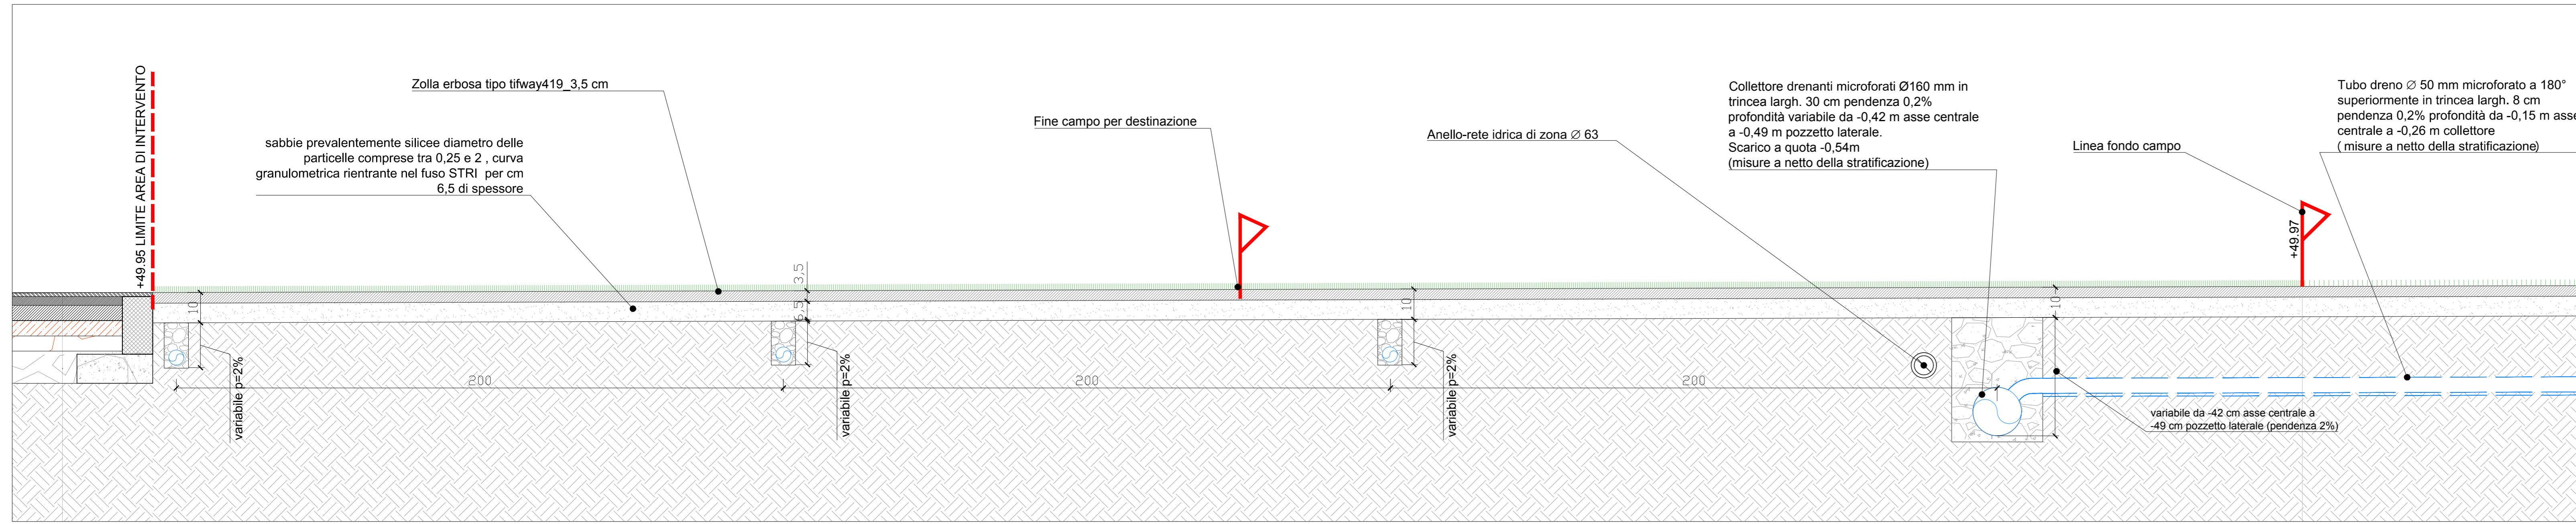 +49.95 LIMITE AREA DI INTERVENTO
Zolla erbosa tipo tifway419_3,5 cm
sabbie prevalentemente silicee diametro delle
particelle comprese tra 0,25 e 2 , curva
granulometrica rientrante nel fuso STRI per cm
6,5 di spessore
Fine campo per destinazione
Anello-rete idrica di zona ∅ 63
Collettore drenanti microforati Ø160 mm in
trincea largh. 30 cm pendenza 0,2%
profondità variabile da -0,42 m asse centrale
a -0,49 m pozzetto laterale.
Scarico a quota -0,54m
(misure a netto della stratificazione)
Linea fondo campo
Tubo dreno ∅ 50 mm microforato a 180°
superiormente in trincea largh. 8 cm
pendenza 0,2% profondità da -0,15 m asse
centrale a -0,26 m collettore
( misure a netto della stratificazione)
+49.97
10
3,5
6,5
10
10
variabile p=2%
200
variabile p=2%
200
variabile p=2%
200
variabile da -42 cm asse centrale a
-49 cm pozzetto laterale (pendenza 2%)